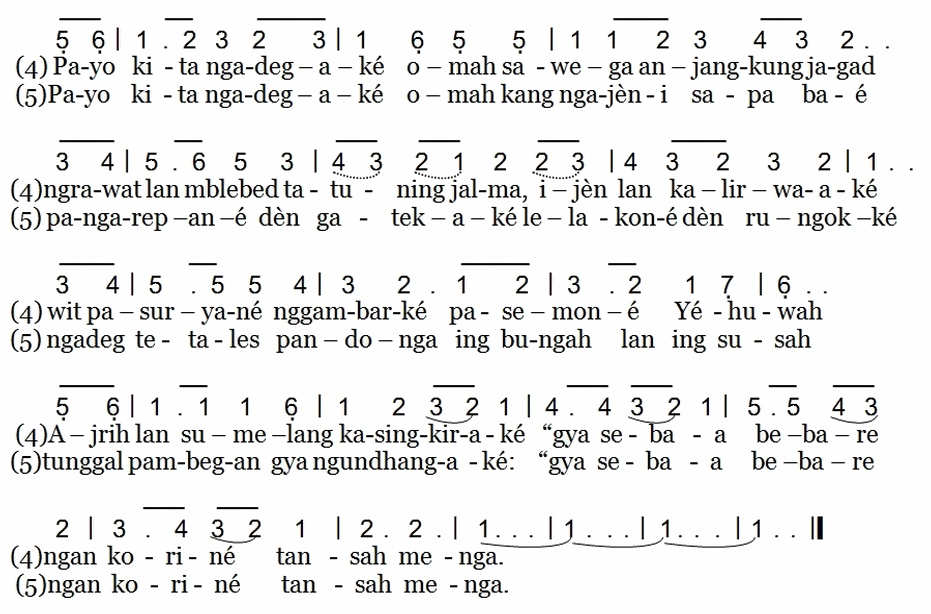 5̣ 6̣ | 1 . 2 3 2 3 | 1 6̣ 5̣ 5̣ | 1 1 2 3 4 3 2 . .
(4) Pa-yo ki - ta nga-deg – a – ké o – mah sa - we – ga an – jang-kung ja-gad
(5)Pa-yo ki – ta nga-deg – a – ké o – mah kang nga-jèn - i sa - pa ba - é
3 4 | 5 . 6 5 3 | 4 3 2 1 2 2 3 | 4 3 2 3 2 | 1 . .
(4)ngra-wat lan mblebed ta - tu - ning jal-ma, i – jèn lan ka – lir – wa- a - ké
(5) pa-nga-rep –an –é dèn ga - tek – a – ké le – la - kon-é dèn ru – ngok –ké
3 4 | 5 . 5 5 4 | 3 2 . 1 2 | 3 . 2 1 7̣ | 6̣ . .
(4) wit pa – sur – ya-né nggam-bar-ké pa - se – mon – é Yé - hu - wah
(5) ngadeg te - ta - les pan – do – nga ing bu-ngah lan ing su - sah
5̣ 6̣ | 1 . 1 1 6̣ | 1 2 3 2 1 | 4 . 4 3 2 1 | 5 . 5 4 3
(4)A – jrih lan su – me –lang ka-sing-kir-a - ké “gya se - ba - a be –ba – re
(5)tunggal pam-beg-an gya ngundhang-a - ké: “gya se - ba - a be –ba – re
2 | 3 . 4 3 2 1 | 2 . 2 . | 1 . . . | 1 . . . | 1 . . . | 1 . . ‖
(4)ngan ko - ri - né tan - sah me - nga.
(5)ngan ko - ri - né tan - sah me - nga.